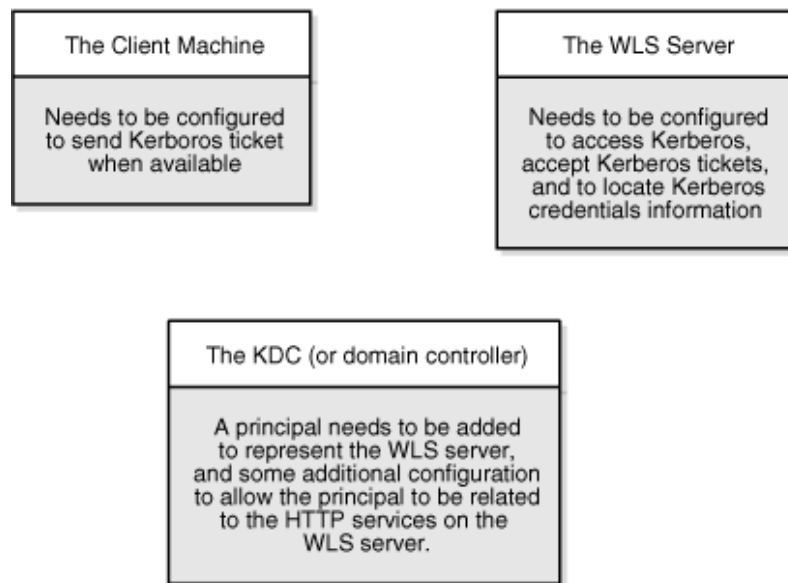 The Client Machine
Needs to be configured
to send Kerboros ticket
when available
The WLS Server
Needs to be configured
to access Kerberos,
accept Kerberos tickets,
and to locate Kerberos
credentials information
The KDC (or domain controller)
A principal needs to be added
to represent the WLS server,
and some additional configuration
to allow the principal to be related
to the HTTP services on the
WLS server.